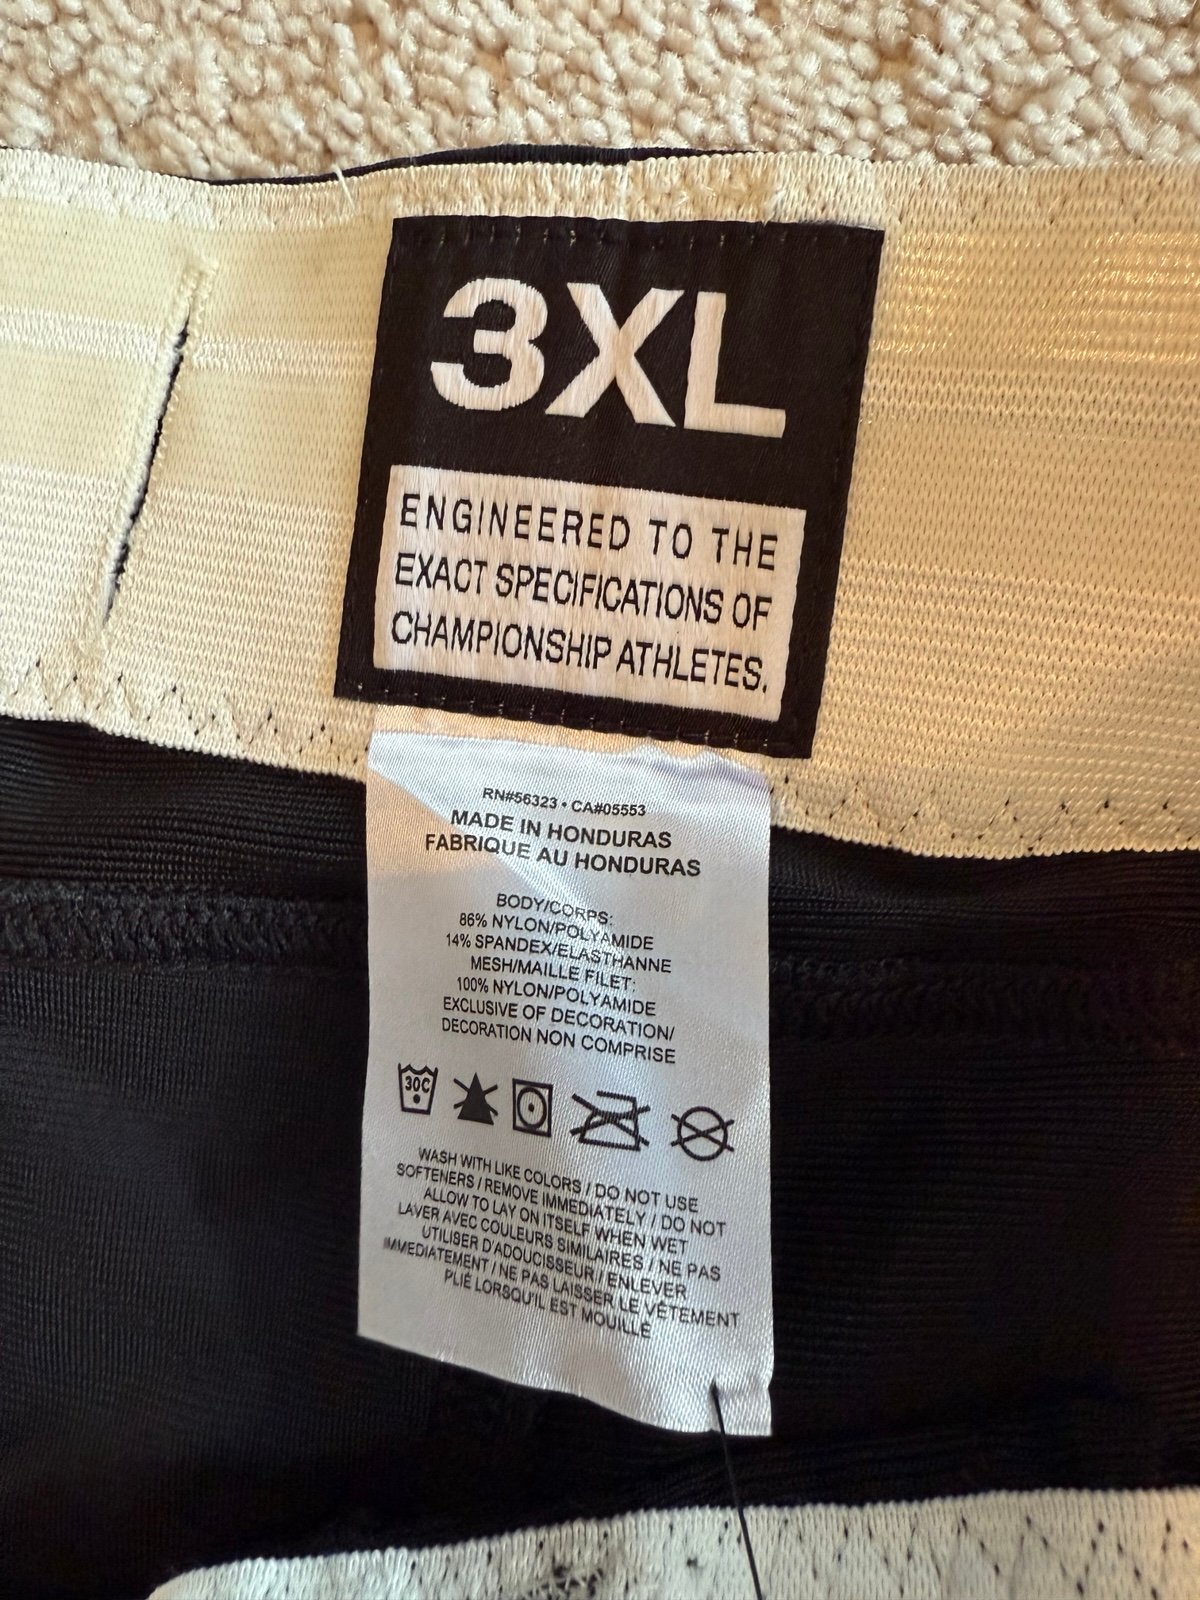 3XL
ENGINEERED TO THE
EXACT SPECIFICATIONS OF
CHAMPIONSHIP ATHLETES.
RN#56323 • CA#05553
MADE IN HONDURAS
FABRIQUE AU HONDURAS
BODY/CORPS:
86% NYLON/POLYAMIDE
14% SPANDEX/ELASTHANNE
MESH/MAILLE FILET:
100% NYLON/POLYAMIDE
EXCLUSIVE OF DECORATION/
DECORATION NON COMPRISE
30C
WASH WITH LIKE COLORS / DO NOT USE
SOFTENERS / REMOVE IMMEDIATELY / DO NOT
ALLOW TO LAY ON ITSELF WHEN WET
LAVER AVEC COULEURS SIMILAIRES / NE PAS
UTILISER D'ADOUCISSEUR / ENLEVER
IMMEDIATEMENT / NE PAS LAISSER LE VÊTEMENT
PLIÉ LORSQU'IL EST MOUILLÉ